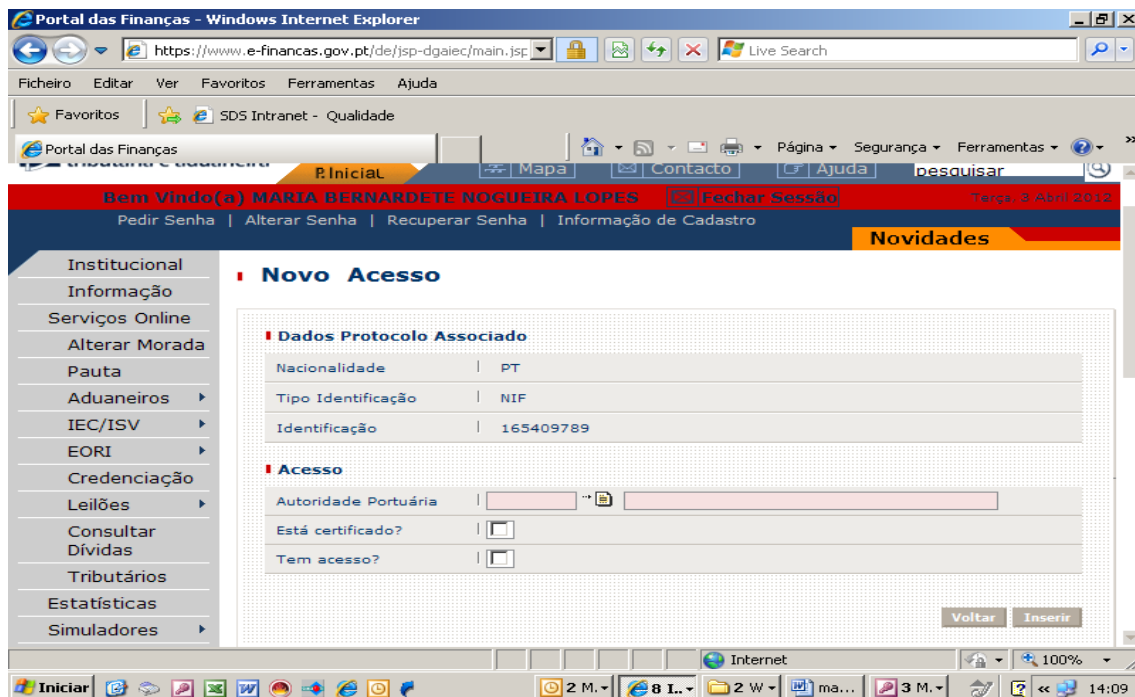 Portal das Finanças - Windows Internet Explorer
https://www.e-financas.gov.pt/de/jsp-dgaiec/main.jsp
Live Search
Ficheiro Editar Ver Favoritos Ferramentas Ajuda
Favoritos SDS Intranet - Qualidade
Portal das Finanças
Página Segurança Ferramentas »
P.Inicial Mapa Contacto Ajuda pesquisar
Bem Vindo(a) MARIA BERNARDETE NOGUEIRA LOPES Fechar Sessão Terça, 3 Abril 2012
Pedir Senha | Alterar Senha | Recuperar Senha | Informação de Cadastro
Novidades
Institucional
Informação
Serviços Online
Alterar Morada
Pauta
Aduaneiros
IEC/ISV
EORI
Credenciação
Leilões
Consultar
Dívidas
Tributários
Estatísticas
Simuladores
Novo Acesso
Dados Protocolo Associado
Nacionalidade PT
Tipo Identificação NIF
Identificação 165409789
Acesso
Autoridade Portuária
Está certificado?
Tem acesso?
Voltar Inserir
Internet 100%
Iniciar 2 M. 8 I. 2 W ma... 3 M. « 14:09